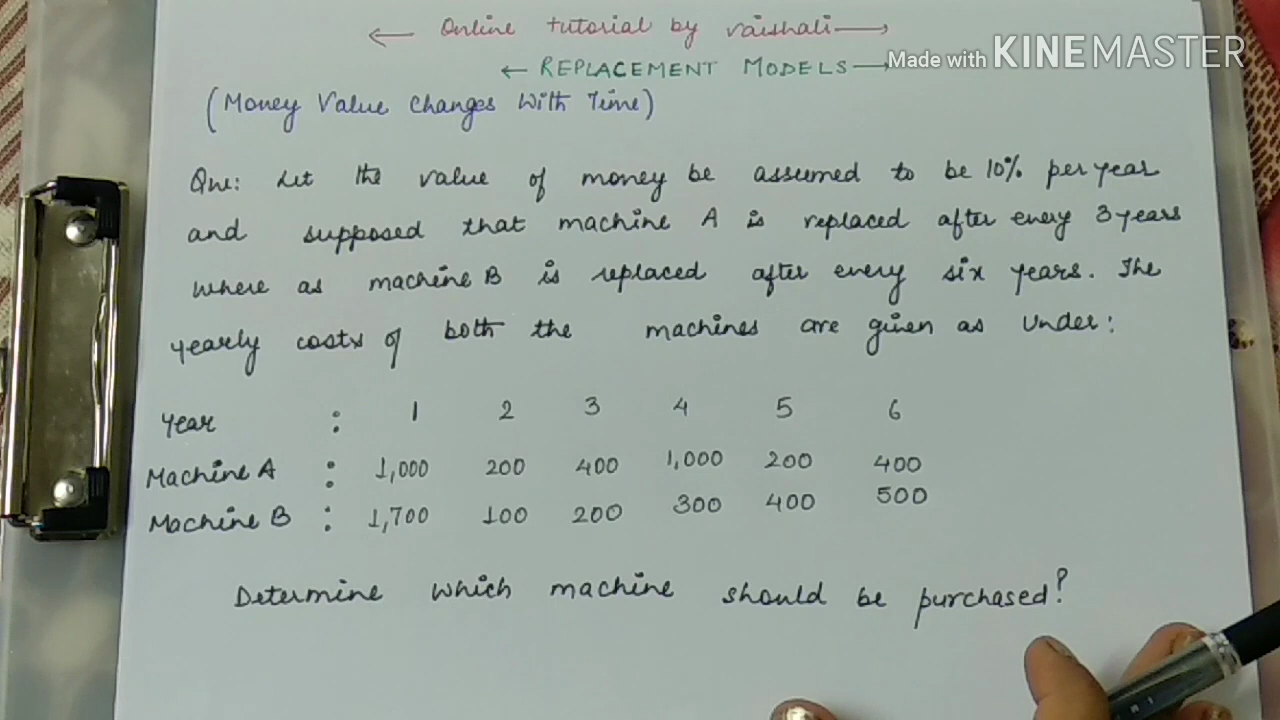 ← Online tutorial by vaishali →
Made with KINEMASTER
← REPLACEMENT MODELS →
(Money Value Changes With Time)
Que: Let the value of money be assumed to be 10% per year
and supposed that machine A is replaced after every 3 years
where as machine B is replaced after every six years. The
yearly costs of both the machines are given as under:
Year : 1 2 3 4 5 6
Machine A : 1,000 200 400 1,000 200 400
Machine B : 1,700 100 200 300 400 500
Determine which machine should be purchased?